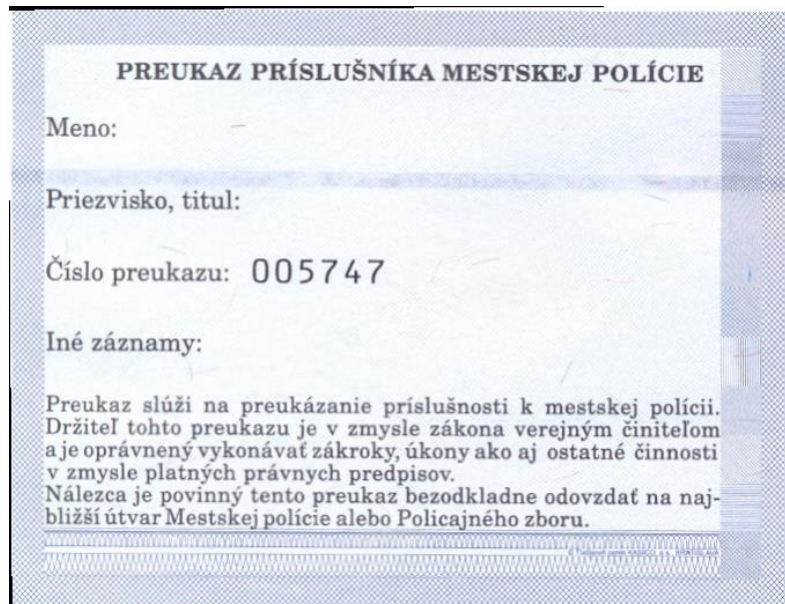 PREUKAZ PRÍSLUŠNÍKA MESTSKEJ POLÍCIE
Meno:
Priezvisko, titul:
Číslo preukazu: 005747
Iné záznamy:
Preukaz slúži na preukázanie príslušnosti k mestskej polícii.
Držiteľ tohto preukazu je v zmysle zákona verejným činiteľom
a je oprávnený vykonávať zákroky, úkony ako aj ostatné činnosti
v zmysle platných právnych predpisov.
Nálezca je povinný tento preukaz bezodkladne odovzdať na naj-
bližší útvar Mestskej polície alebo Policajného zboru.